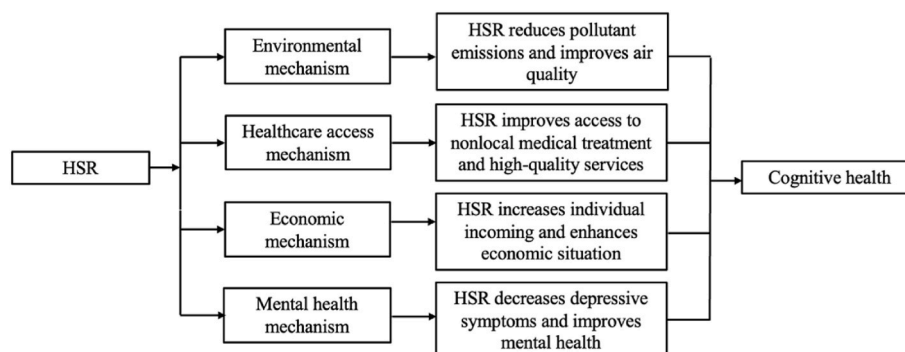 HSR
Environmental
mechanism
HSR reduces pollutant
emissions and improves air
quality
Healthcare access
mechanism
HSR improves access to
nonlocal medical treatment
and high-quality services
Economic
mechanism
HSR increases individual
incoming and enhances
economic situation
Mental health
mechanism
HSR decreases depressive
symptoms and improves
mental health
Cognitive health